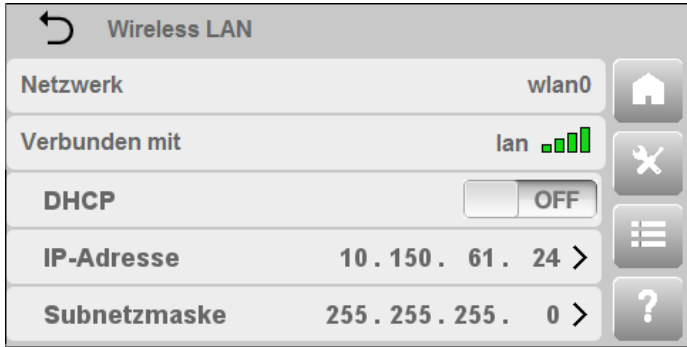 Wireless LAN
Netzwerk wlan0
Verbunden mit lan
DHCP OFF
IP-Adresse 10 . 150 . 61 . 24 >
Subnetzmaske 255 . 255 . 255 . 0 >
?